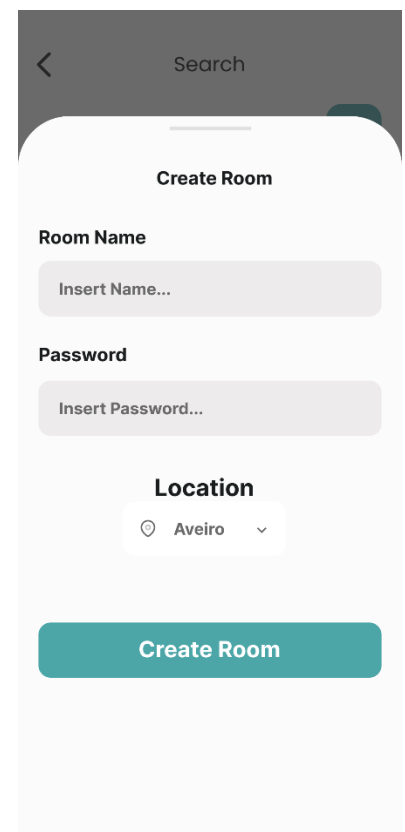 Search
Create Room
Room Name
Insert Name...
Password
Insert Password...
Location
Aveiro
Create Room